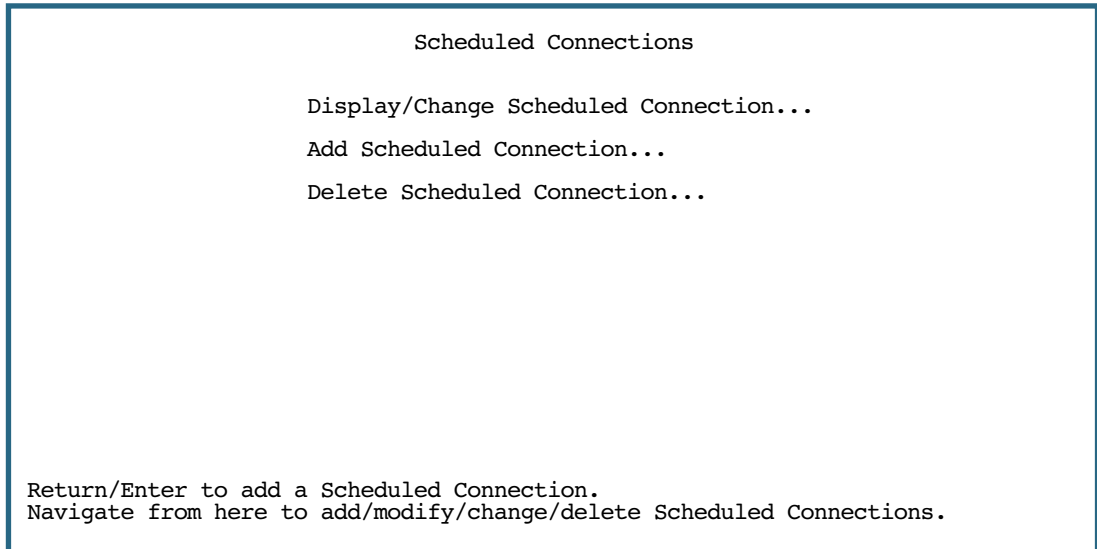 Scheduled Connections
Display/Change Scheduled Connection...
Add Scheduled Connection...
Delete Scheduled Connection...
Return/Enter to add a Scheduled Connection.
Navigate from here to add/modify/change/delete Scheduled Connections.